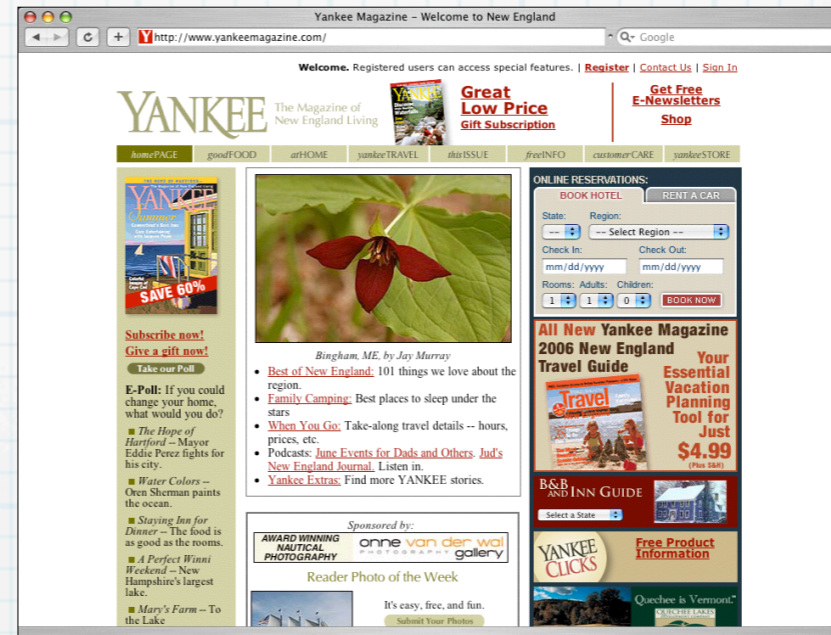 Yankee Magazine – Welcome to New England
http://www.yankeemagazine.com/
Google
Welcome. Registered users can access special features. | Register | Contact Us | Sign In
YANKEE
The Magazine of
New England Living
Great
Low Price
Gift Subscription
Get Free
E-Newsletters
Shop
homePAGE
goodFOOD
atHOME
yankeeTRAVEL
thisISSUE
freeINFO
customerCARE
yankeeSTORE
YANKEE
Summer
SAVE 60%
Subscribe now!
Give a gift now!
Take our Poll
E-Poll: If you could
change your home,
what would you do?
The Hope of
Hartford -- Mayor
Eddie Perez fights for
his city.
Water Colors --
Oren Sherman paints
the ocean.
Staying Inn for
Dinner -- The food is
as good as the rooms.
A Perfect Winni
Weekend -- New
Hampshire's largest
lake.
Mary's Farm -- To
the Lake
Bingham, ME, by Jay Murray
Best of New England: 101 things we love about the
region.
Family Camping: Best places to sleep under the
stars
When You Go: Take-along travel details -- hours,
prices, etc.
Podcasts: June Events for Dads and Others. Jud's
New England Journal. Listen in.
Yankee Extras: Find more YANKEE stories.
Sponsored by:
AWARD WINNING
NAUTICAL
PHOTOGRAPHY
onne van der wal
PHOTOGRAPHY gallery
Reader Photo of the Week
It's easy, free, and fun.
Submit Your Photos
ONLINE RESERVATIONS:
BOOK HOTEL
RENT A CAR
State: Region:
-- -- Select Region --
Check In: Check Out:
mm/dd/yyyy mm/dd/yyyy
Rooms: Adults: Children:
1 1 0 BOOK NOW
All New Yankee Magazine
2006 New England
Travel Guide
Your
Essential
Vacation
Planning
Tool for
Just
$4.99
(Plus S&H)
Travel
B&B
AND INN GUIDE
Select a State
YANKEE
CLICKS
Free Product
Information
Quechee is Vermont.
QUECHEE LAKES